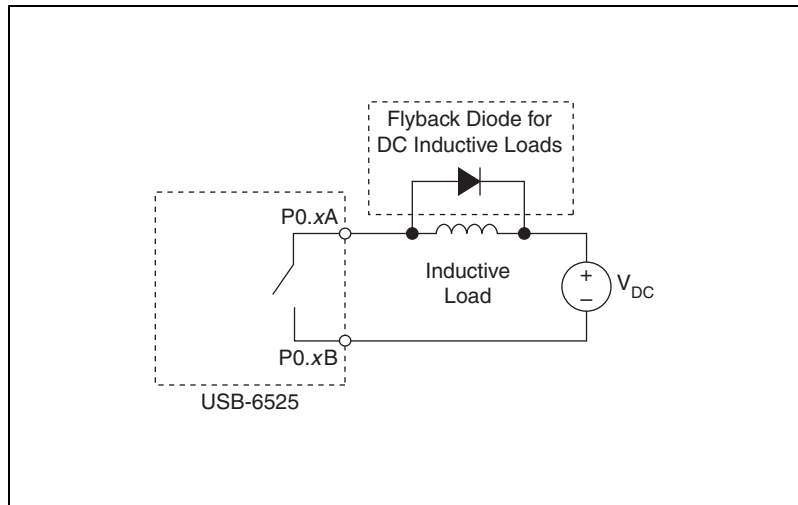 Flyback Diode for
DC Inductive Loads
P0.xA
Inductive
Load
+
–
VDC
P0.xB
USB-6525